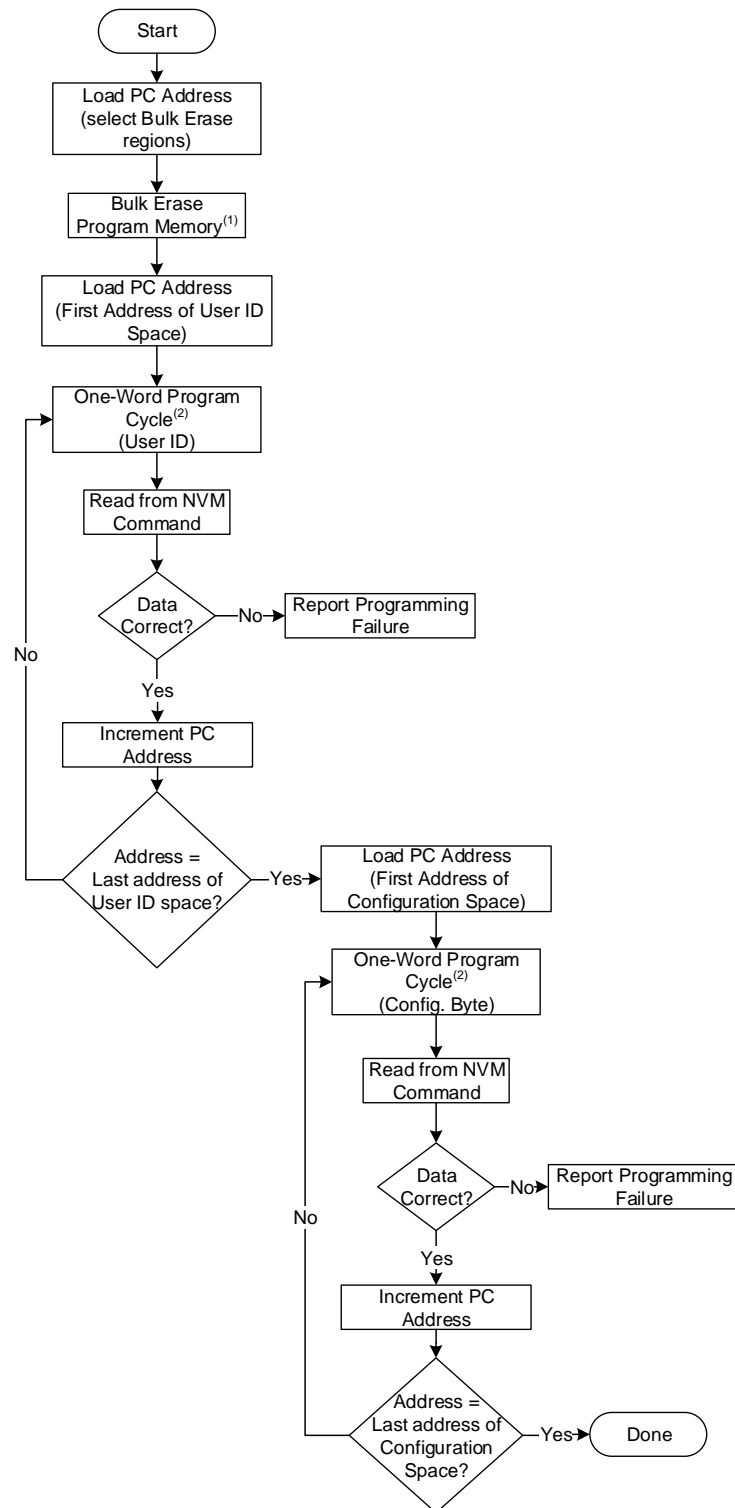 Start
Load PC Address
(select Bulk Erase
regions)
Bulk Erase
Program Memory(1)
Load PC Address
(First Address of User ID
Space)
One-Word Program
Cycle(2)
(User ID)
Read from NVM
Command
Data
Correct?
No
Report Programming
Failure
No
Yes
Increment PC
Address
Address =
Last address of
User ID space?
Yes
Load PC Address
(First Address of
Configuration Space)
One-Word Program
Cycle(2)
(Config. Byte)
Read from NVM
Command
Data
Correct?
No
Report Programming
Failure
No
Yes
Increment PC
Address
Address =
Last address of
Configuration
Space?
Yes
Done